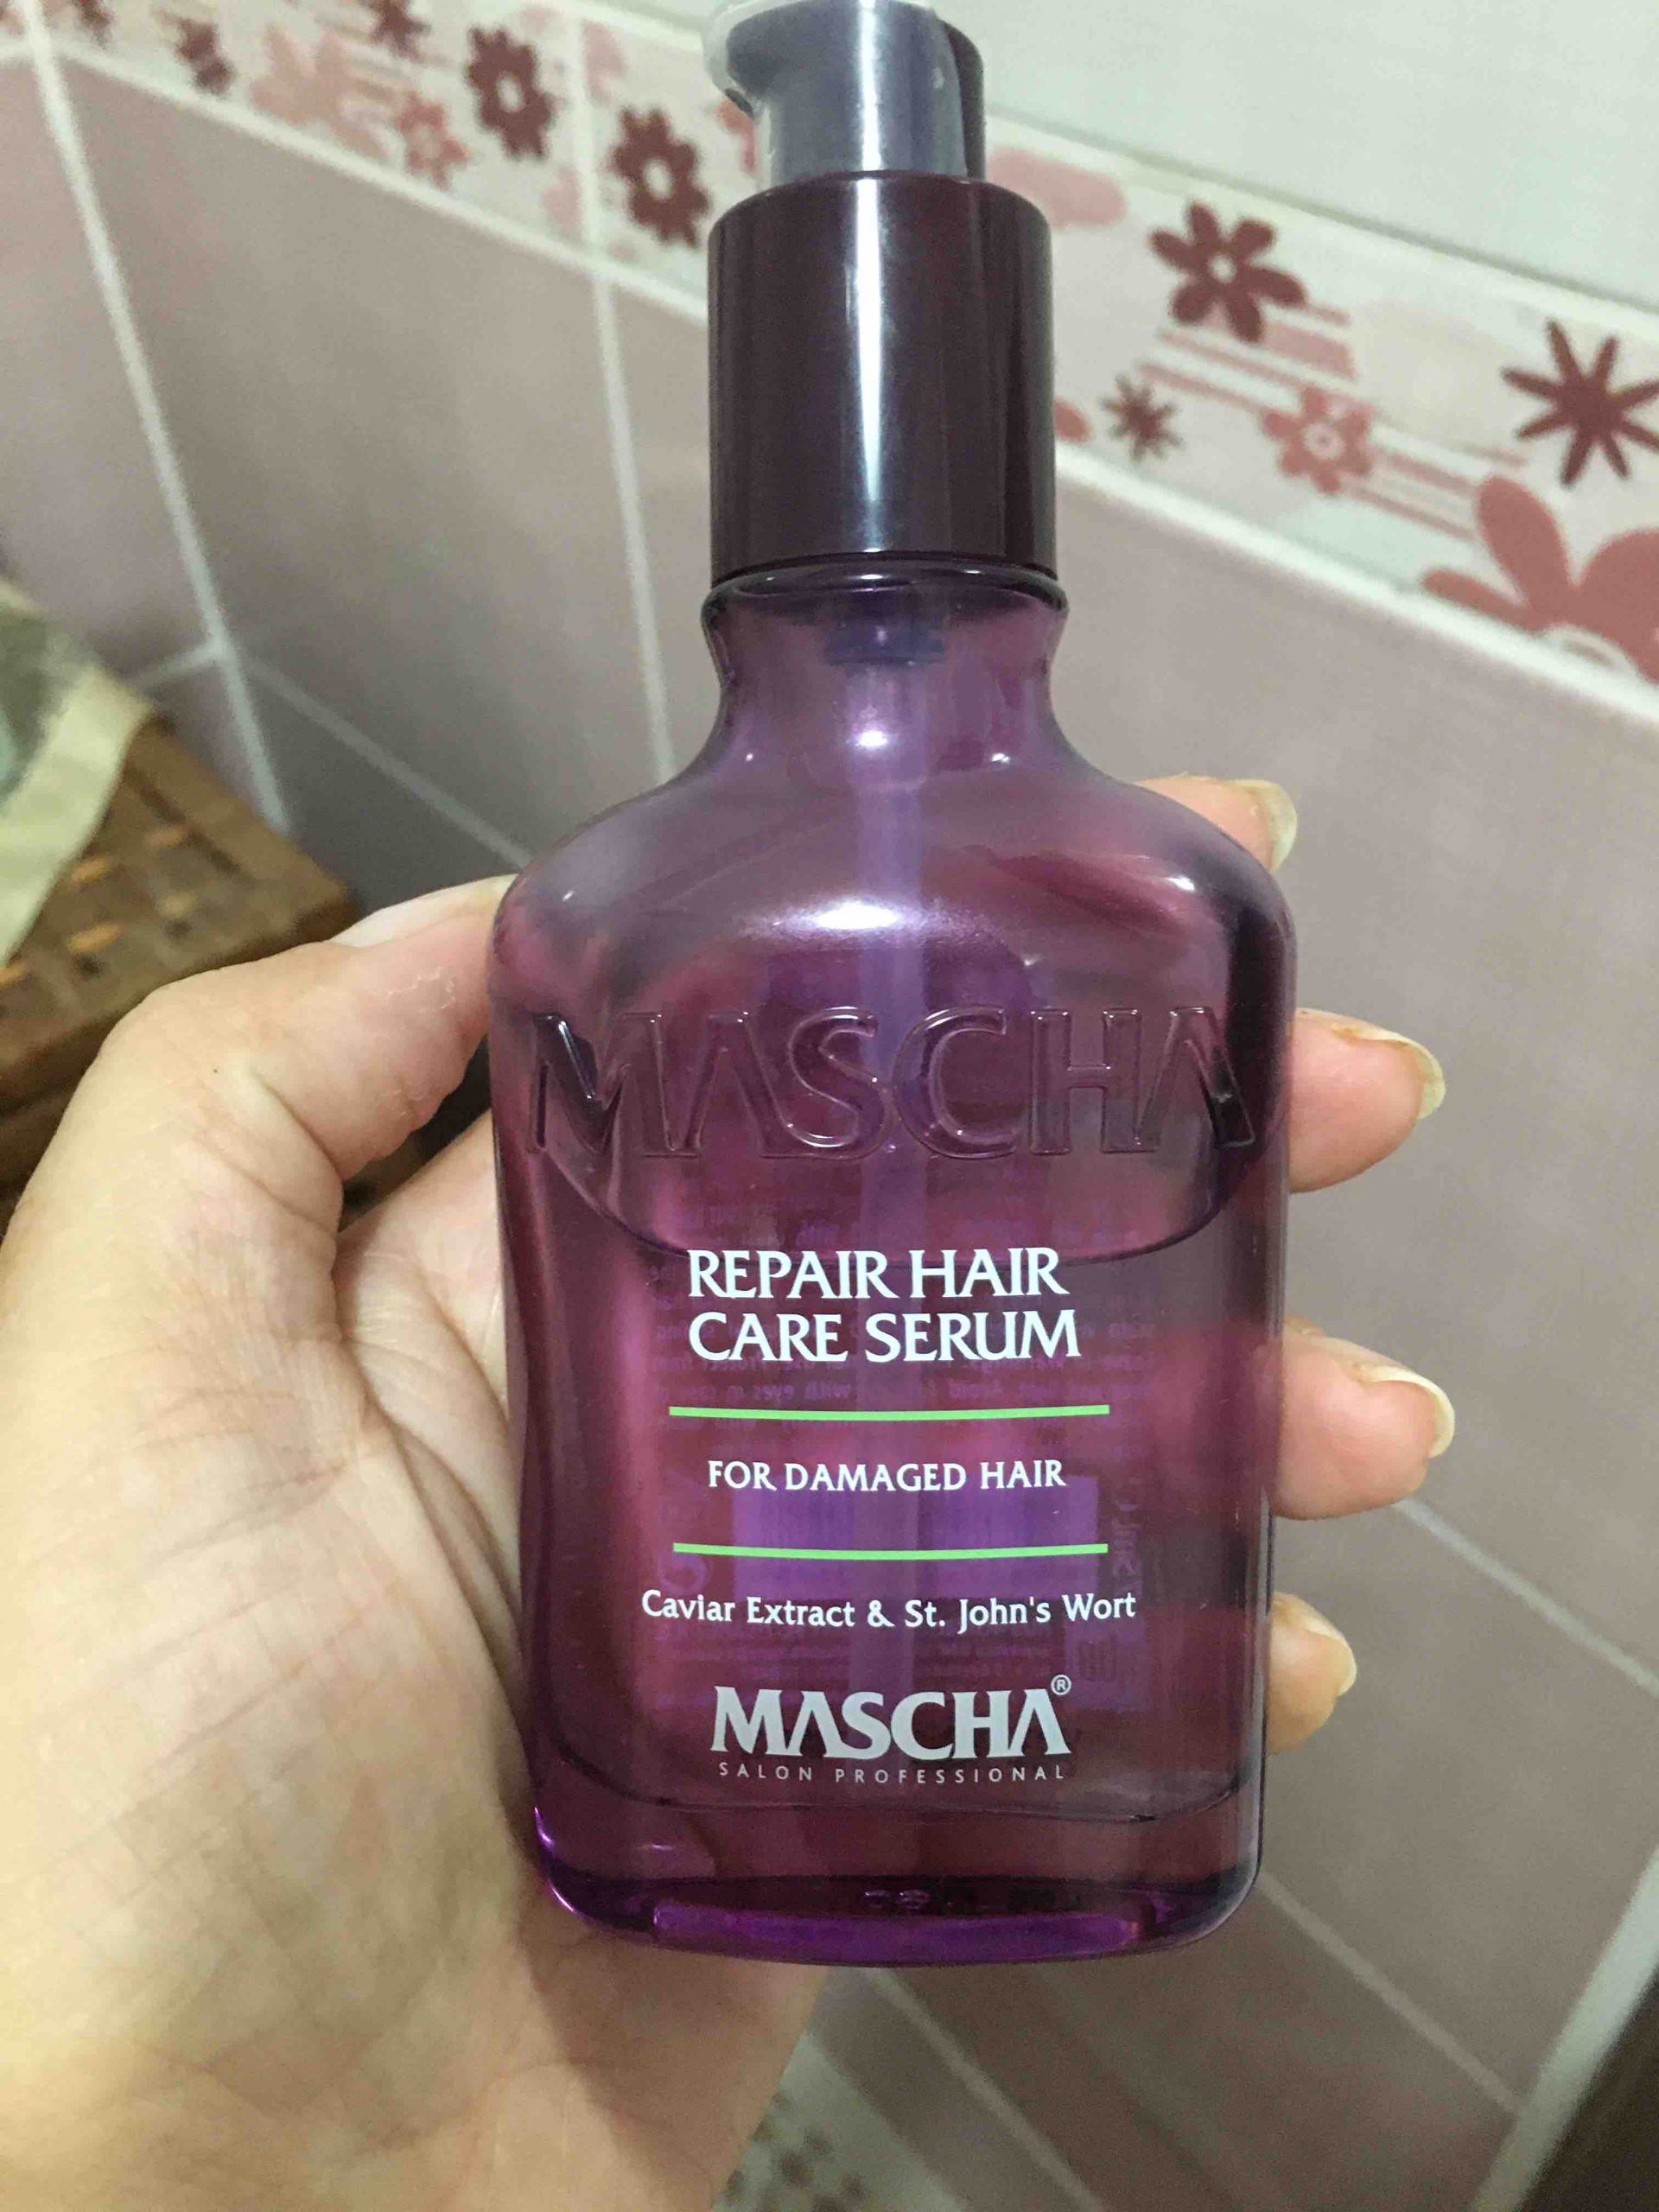 MASCHA
REPAIR HAIR
CARE SERUM
FOR DAMAGED HAIR
Caviar Extract & St. John's Wort
MASCHA®
SALON PROFESSIONAL